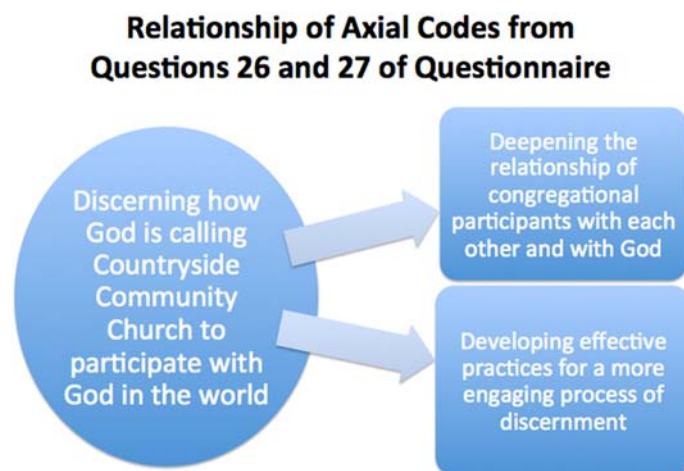 Relationship of Axial Codes from
Questions 26 and 27 of Questionnaire
Discerning how
God is calling
Countryside
Community
Church to
participate with
God in the world
Deepening the
relationship of
congregational
participants with each
other and with God
Developing effective
practices for a more
engaging process of
discernment